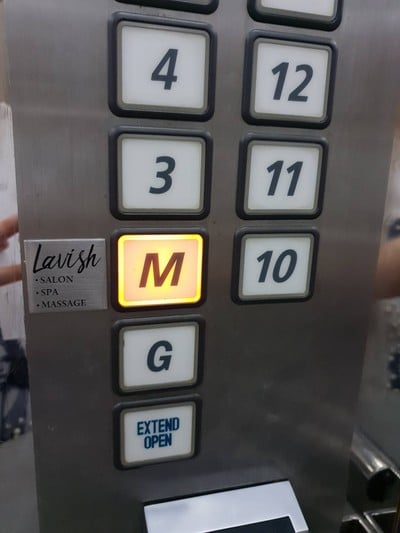 4
12
3
11
Lavish
• SALON
• SPA
• MASSAGE
M
10
G
EXTEND
OPEN